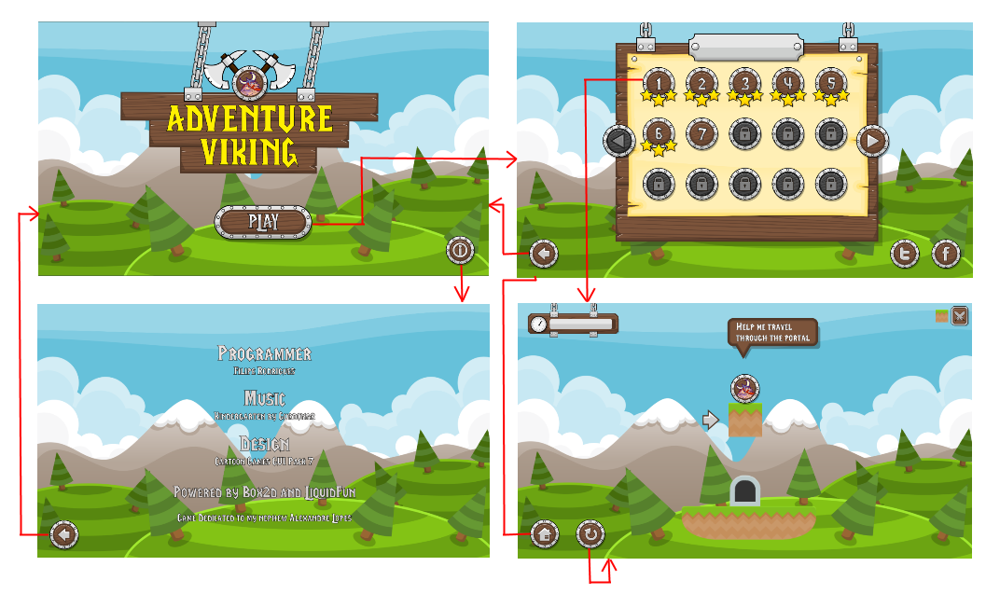 ADVENTURE
VIKING
PLAY
1 2 3 4 5
6 7
PROGRAMMER
FILIPE RODRIGUES
MUSIC
KINDERGARTEN BY
DESIGN
CARTOON GAMES GUI PACK 7
POWERED BY BOX2D AND LIQUIDFUN
GAME DEDICATED TO MY NEPHEW ALEXANDRE LOPES
HELP ME TRAVEL
THROUGH THE PORTAL